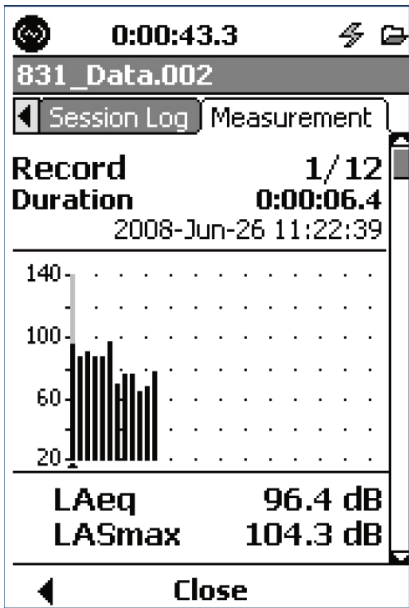 0:00:43.3
831_Data.002
Session Log Measurement
Record 1/12
Duration 0:00:06.4
2008-Jun-26 11:22:39
140
100
60
20
LAeq 96.4 dB
LASmax 104.3 dB
Close